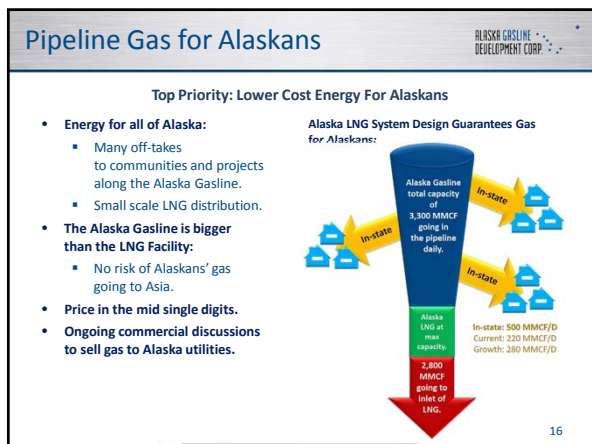 Pipeline Gas for Alaskans
ALASKA GASLINE
DEVELOPMENT CORP.
Top Priority: Lower Cost Energy For Alaskans
• Energy for all of Alaska:
▪ Many off-takes
to communities and projects
along the Alaska Gasline.
▪ Small scale LNG distribution.
• The Alaska Gasline is bigger
than the LNG Facility:
▪ No risk of Alaskans' gas
going to Asia.
• Price in the mid single digits.
• Ongoing commercial discussions
to sell gas to Alaska utilities.
Alaska LNG System Design Guarantees Gas
for Alaskans:
Alaska Gasline
total capacity
of
3,300 MMCF
going in
the pipeline
daily.
In-state
In-state
In-state
Alaska
LNG at
max
capacity.
2,800
MMCF
going to
inlet of
LNG.
In-state: 500 MMCF/D
Current: 220 MMCF/D
Growth: 280 MMCF/D
16